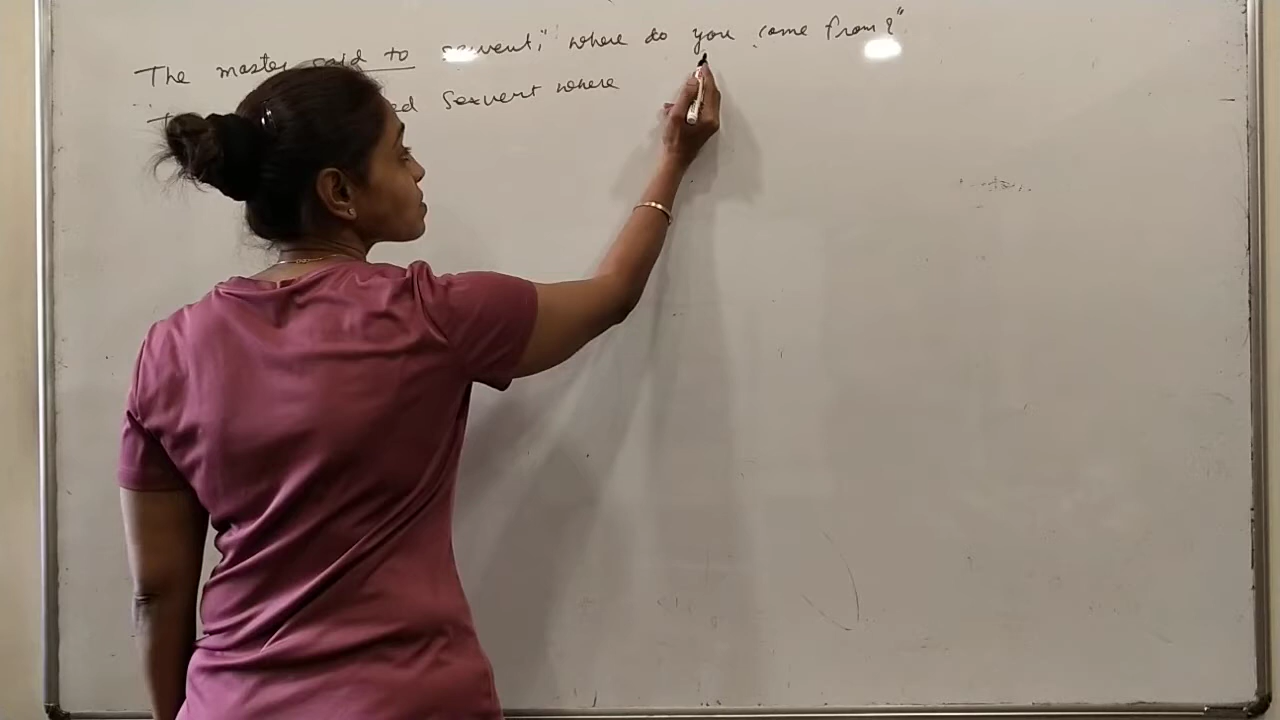 The master said to servent," where do you come from?"
T ed servent where